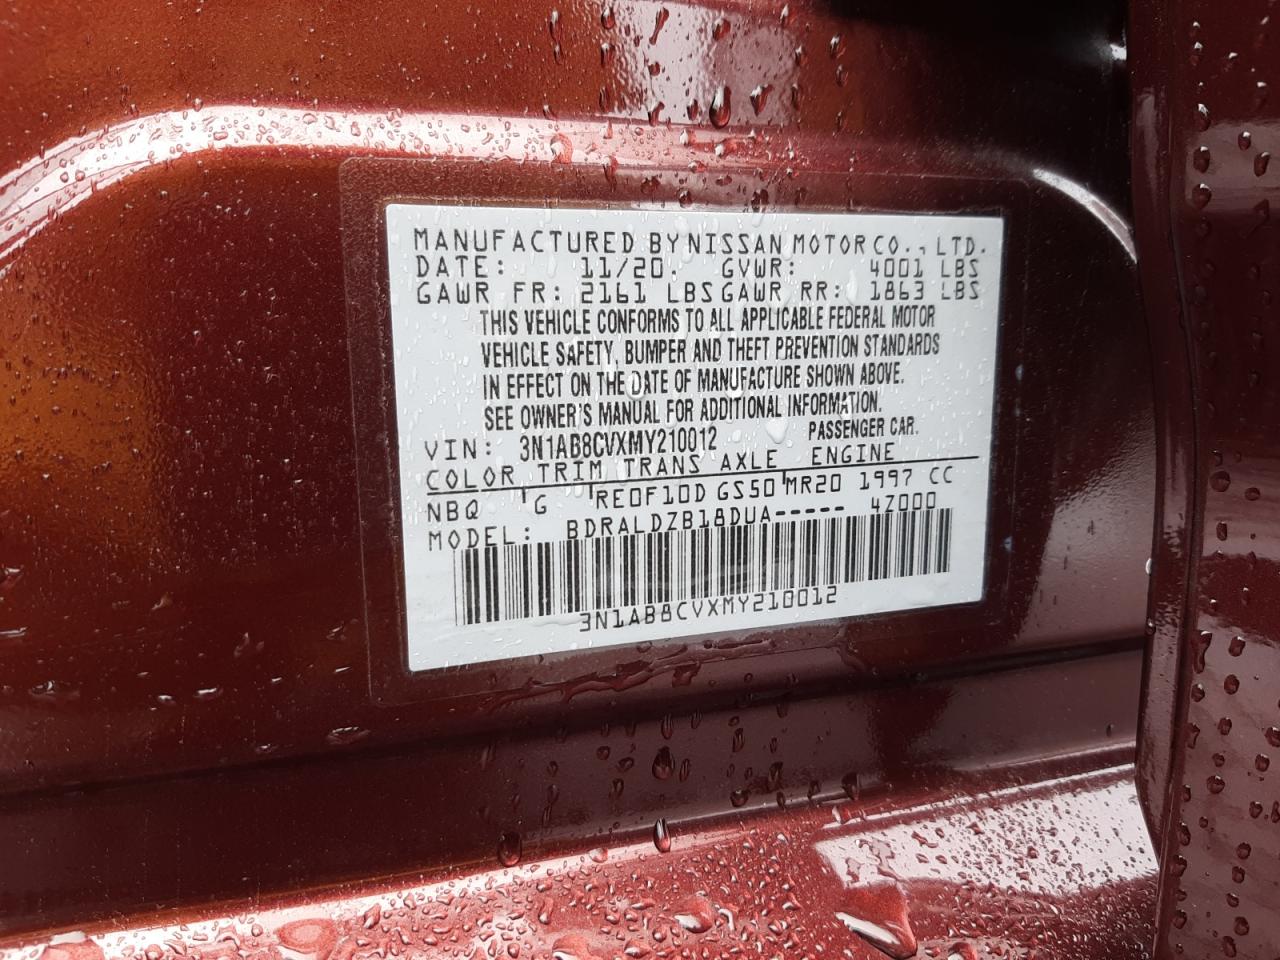 MANUFACTURED BY NISSAN MOTOR CO., LTD.
DATE: 11/20. GVWR: 4001 LBS
GAWR FR: 2161 LBS GAWR RR: 1863 LBS
THIS VEHICLE CONFORMS TO ALL APPLICABLE FEDERAL MOTOR
VEHICLE SAFETY, BUMPER AND THEFT PREVENTION STANDARDS
IN EFFECT ON THE DATE OF MANUFACTURE SHOWN ABOVE.
SEE OWNER'S MANUAL FOR ADDITIONAL INFORMATION.
VIN: 3N1AB8CVXMY210012 PASSENGER CAR.
COLOR TRIM TRANS AXLE ENGINE
NBQ G RE0F10D GS50 MR20 1997 CC
MODEL: BDRALDZB18DUA----- 4Z000
3N1AB8CVXMY210012